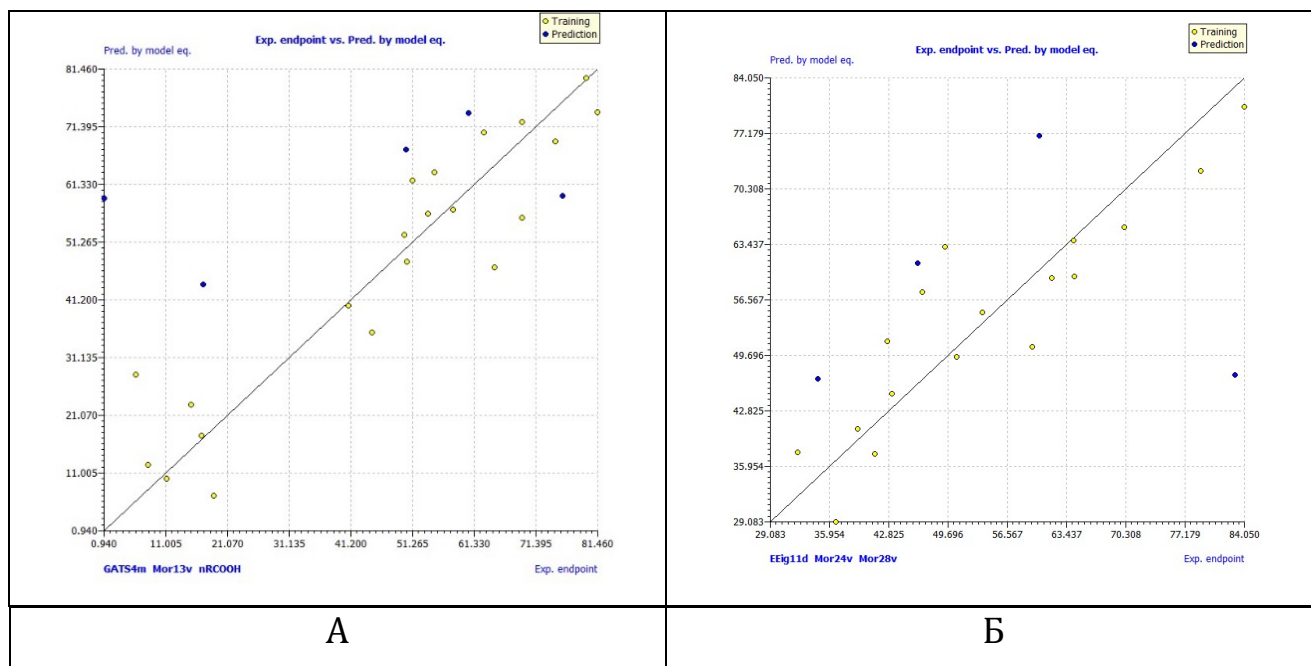 Training
Prediction
Exp. endpoint vs. Pred. by model eq.
Pred. by model eq.
81.460
71.395
61.330
51.265
41.200
31.135
21.070
11.005
0.940
0.940 11.005 21.070 31.135 41.200 51.265 61.330 71.395 81.460
GATS4m Mor13v nRCOOH Exp. endpoint
Training
Prediction
Exp. endpoint vs. Pred. by model eq.
Pred. by model eq.
84.050
77.179
70.308
63.437
56.567
49.696
42.825
35.954
29.083
29.083 35.954 42.825 49.696 56.567 63.437 70.308 77.179 84.050
EEig11d Mor24v Mor28v Exp. endpoint
А Б